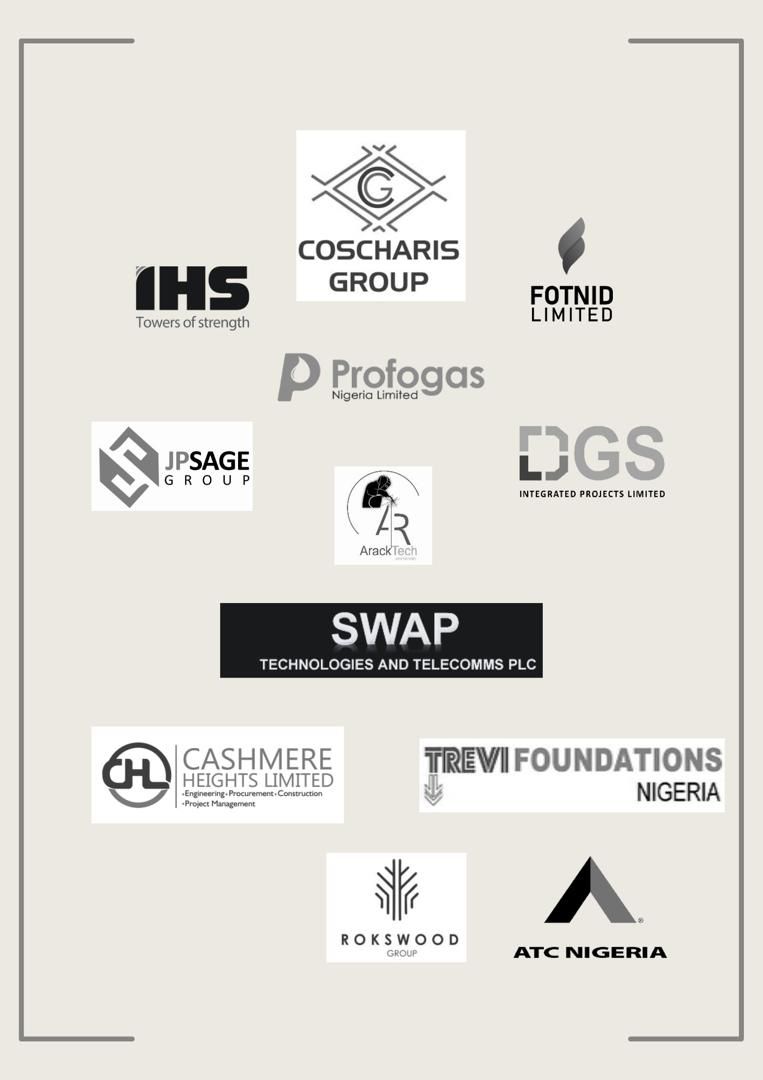 COSCHARIS
GROUP
IHS
Towers of strength
FOTNID
LIMITED
Profogas
Nigeria Limited
JPSAGE
GROUP
DGS
INTEGRATED PROJECTS LIMITED
AR
ArackTech
SWAP
TECHNOLOGIES AND TELECOMMS PLC
CHL
CASHMERE
HEIGHTS LIMITED
•Engineering•Procurement•Construction
•Project Management
TREVI FOUNDATIONS
NIGERIA
ROKSWOOD
GROUP
®
ATC NIGERIA